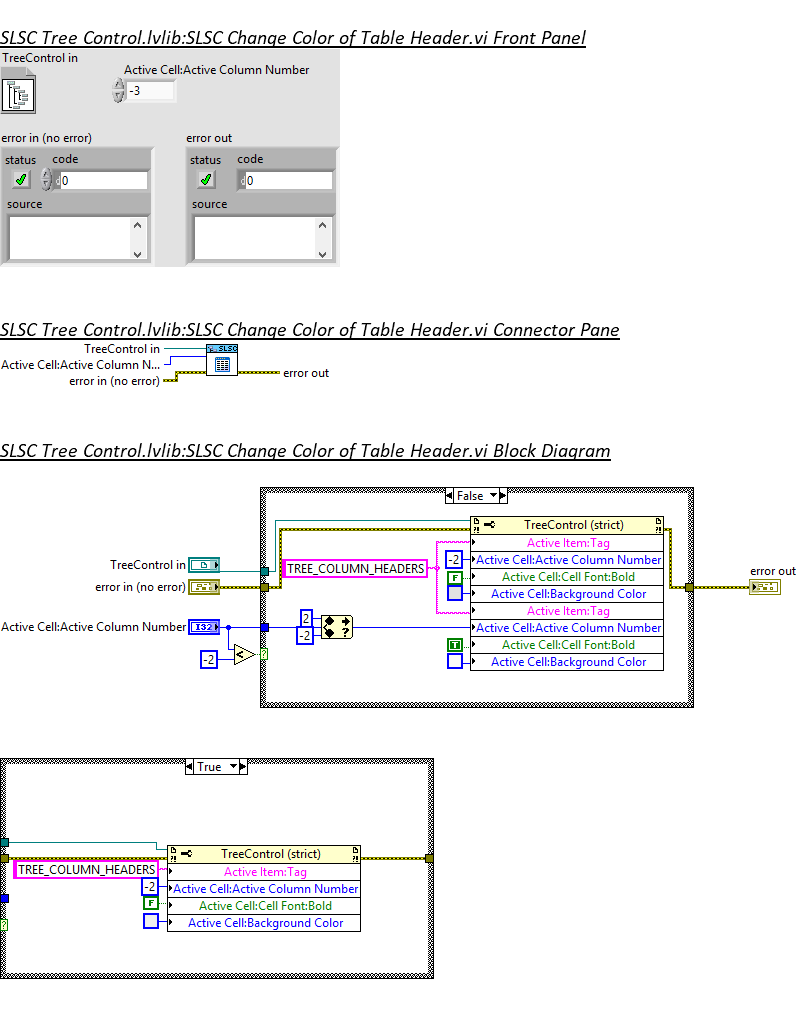 SLSC Tree Control.lvlib:SLSC Change Color of Table Header.vi Front Panel
TreeControl in
Active Cell:Active Column Number
-3
error in (no error)
error out
status code
status code
0
0
source
source
SLSC Tree Control.lvlib:SLSC Change Color of Table Header.vi Connector Pane
TreeControl in
SLSC
Active Cell:Active Column N...
error in (no error)
error out
SLSC Tree Control.lvlib:SLSC Change Color of Table Header.vi Block Diagram
False
TreeControl (strict)
Active Item:Tag
TreeControl in
TREE_COLUMN_HEADERS
-2
Active Cell:Active Column Number
error out
F
Active Cell:Cell Font:Bold
error in (no error)
Active Cell:Background Color
Active Item:Tag
Active Cell:Active Column Number
I32
2
-2
?
Active Cell:Active Column Number
T
Active Cell:Cell Font:Bold
-2
<
?
Active Cell:Background Color
True
TreeControl (strict)
TREE_COLUMN_HEADERS
Active Item:Tag
-2
Active Cell:Active Column Number
F
Active Cell:Cell Font:Bold
?
Active Cell:Background Color